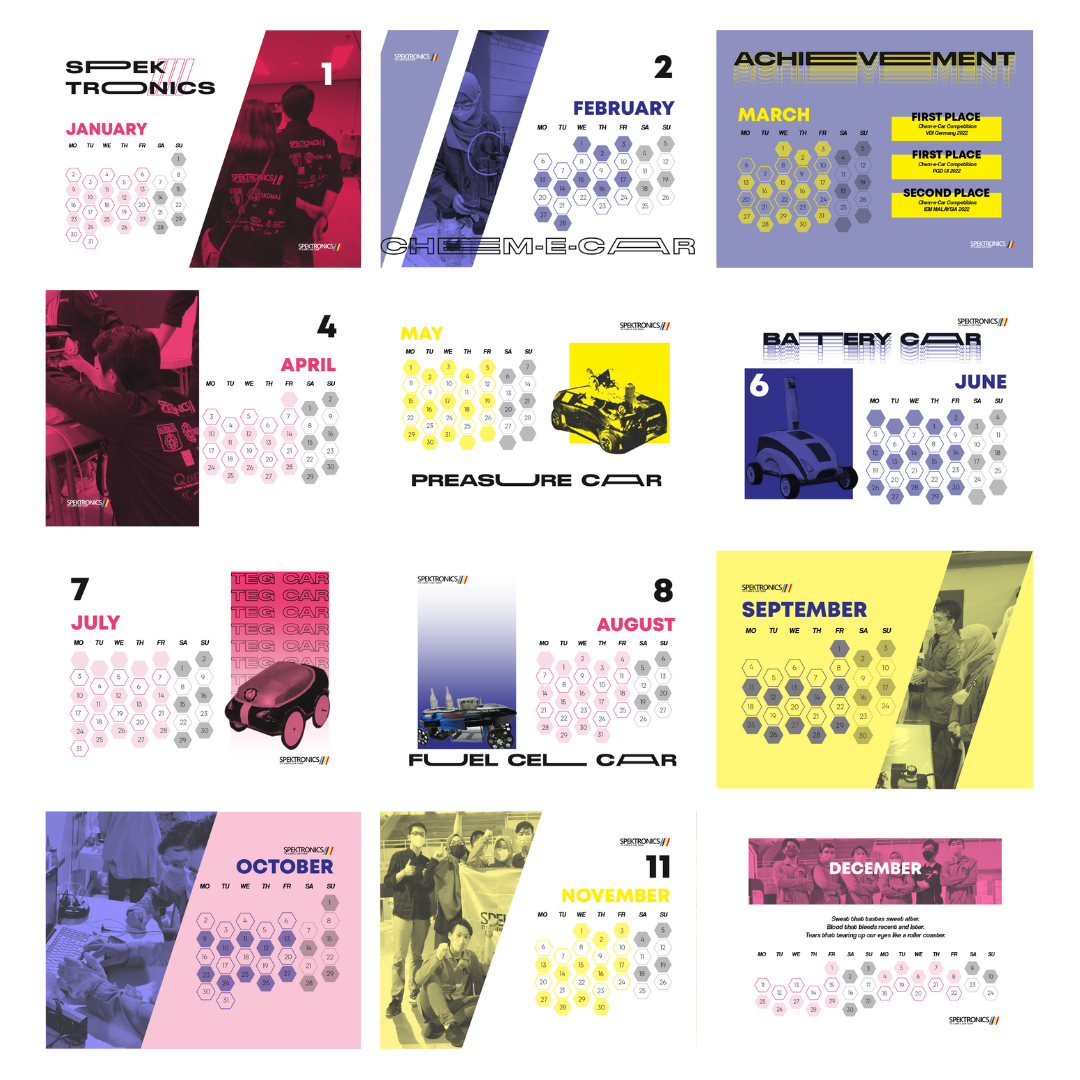 SPEK
TRONICS
1
JANUARY
MO TU WE TH FR SA SU
1
2 3 4 5 6 7 8
9 10 11 12 13 14 15
16 17 18 19 20 21 22
23 24 25 26 27 28 29
30 31
SPEKTRONICS
SPEKTRONICS
SPEKTRONICS
2
FEBRUARY
MO TU WE TH FR SA SU
1 2 3 4 5
6 7 8 9 10 11 12
13 14 15 16 17 18 19
20 21 22 23 24 25 26
27 28
CHEM-E-CAR
ACHIEVEMENT
MARCH
MO TU WE TH FR SA SU
1 2 3 4 5
6 7 8 9 10 11 12
13 14 15 16 17 18 19
20 21 22 23 24 25 26
27 28 29 30 31
FIRST PLACE
Chem-e-Car Competition
VDI Germany 2022
FIRST PLACE
Chem-e-Car Competition
PGD UI 2022
SECOND PLACE
Chem-e-Car Competition
IEM MALAYSIA 2022
SPEKTRONICS
4
APRIL
MO TU WE TH FR SA SU
1 2
3 4 5 6 7 8 9
10 11 12 13 14 15 16
17 18 19 20 21 22 23
24 25 26 27 28 29 30
SPEKTRONICS
MAY
MO TU WE TH FR SA SU
1 2 3 4 5 6 7
8 9 10 11 12 13 14
15 16 17 18 19 20 21
22 23 24 25 26 27 28
29 30 31
SPEKTRONICS
PREASURE CAR
SPEKTRONICS
BATTERY CAR
6
JUNE
MO TU WE TH FR SA SU
1 2 3 4
5 6 7 8 9 10 11
12 13 14 15 16 17 18
19 20 21 22 23 24 25
26 27 28 29 30
7
JULY
MO TU WE TH FR SA SU
1 2
3 4 5 6 7 8 9
10 11 12 13 14 15 16
17 18 19 20 21 22 23
24 25 26 27 28 29 30
31
TEG CAR
TEG CAR
TEG CAR
TEG CAR
TEG CAR
TEG CAR
TEG CAR
SPEKTRONICS
SPEKTRONICS
8
AUGUST
MO TU WE TH FR SA SU
1 2 3 4 5 6
7 8 9 10 11 12 13
14 15 16 17 18 19 20
21 22 23 24 25 26 27
28 29 30 31
FUEL CELL CAR
SPEKTRONICS
SEPTEMBER
MO TU WE TH FR SA SU
1 2 3
4 5 6 7 8 9 10
11 12 13 14 15 16 17
18 19 20 21 22 23 24
25 26 27 28 29 30
SPEKTRONICS
OCTOBER
MO TU WE TH FR SA SU
1
2 3 4 5 6 7 8
9 10 11 12 13 14 15
16 17 18 19 20 21 22
23 24 25 26 27 28 29
30 31
SPEKTRONICS
11
NOVEMBER
MO TU WE TH FR SA SU
1 2 3 4 5
6 7 8 9 10 11 12
13 14 15 16 17 18 19
20 21 22 23 24 25 26
27 28 29 30
DECEMBER
Sweat that tastes sweet after.
Blood that bleeds recent and later.
Tears that tearing up our eyes like a roller coaster.
MO TU WE TH FR SA SU MO TU WE TH FR SA SU
1 2 3 4 5 6 7 8 9 10
11 12 13 14 15 16 17 18 19 20 21 22 23 24
25 26 27 28 29 30 31
SPEKTRONICS